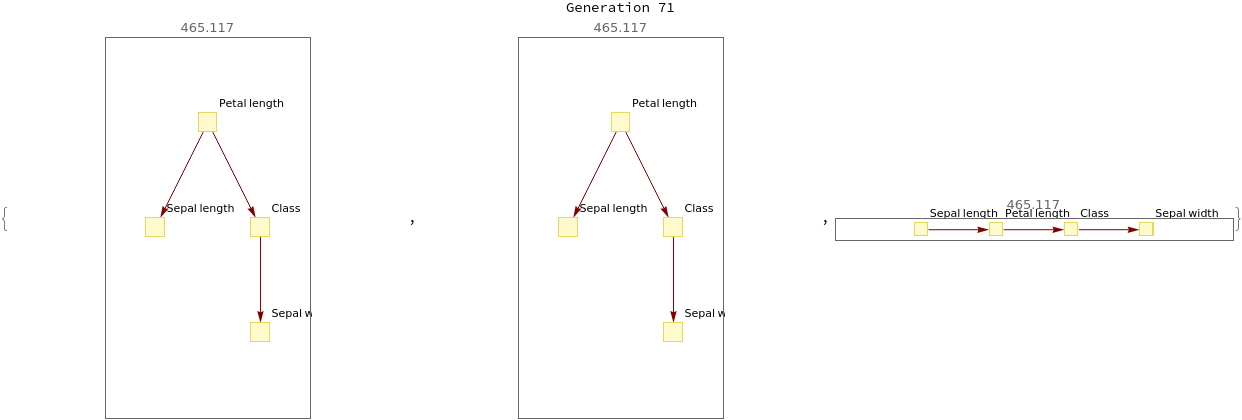 Generation 71
465.117
Petal length
Sepal length
Class
Sepal w
,
465.117
Petal length
Sepal length
Class
Sepal w
,
465.117
Sepal length Petal length Class Sepal width